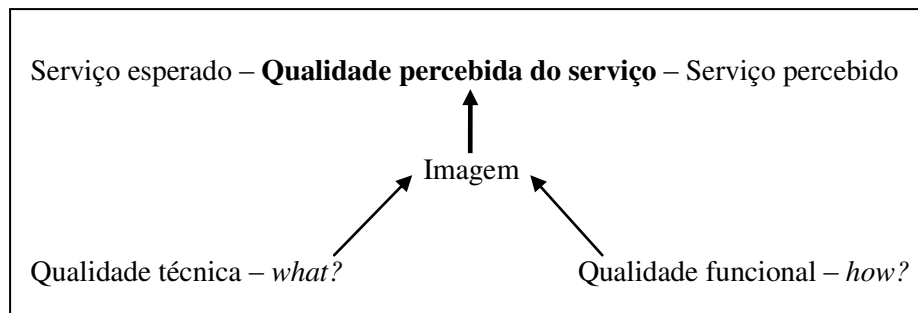 Serviço esperado – Qualidade percebida do serviço – Serviço percebido
Imagem
Qualidade técnica – what? Qualidade funcional – how?